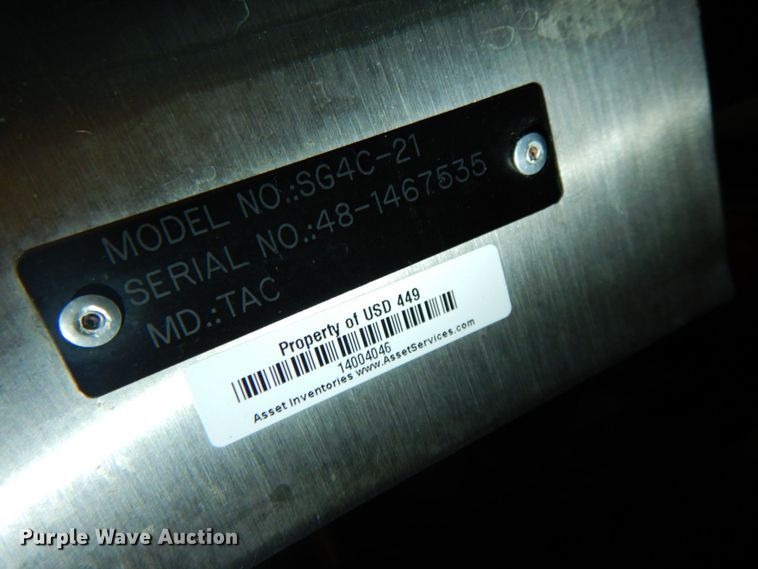 MODEL NO.:SG4C-21
SERIAL NO.:48-1467535
MD.:TAC
Property of USD 449
14004046
Asset Inventories www.AssetServices.com
Purple Wave Auction